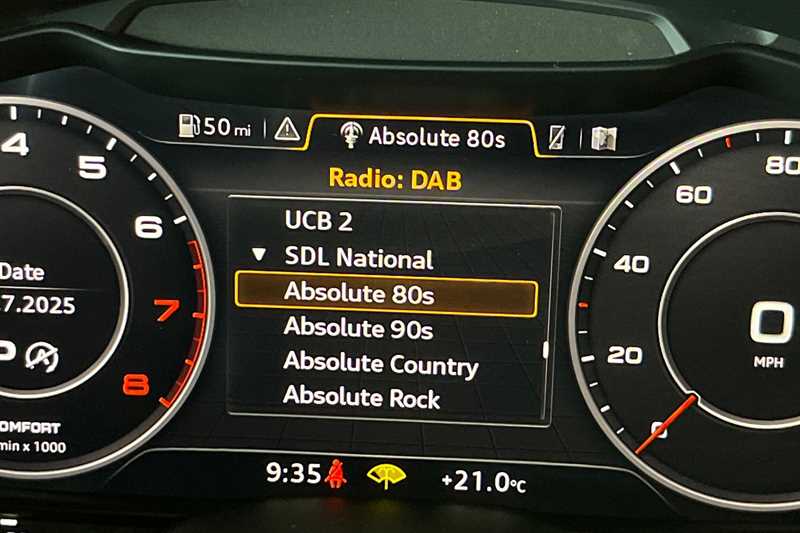 50 mi
Absolute 80s
Radio: DAB
UCB 2
SDL National
Absolute 80s
Absolute 90s
Absolute Country
Absolute Rock
4
5
6
7
8
Date
.7.2025
P
COMFORT
min x 1000
80
60
40
20
0
0
MPH
9:35
+21.0°C